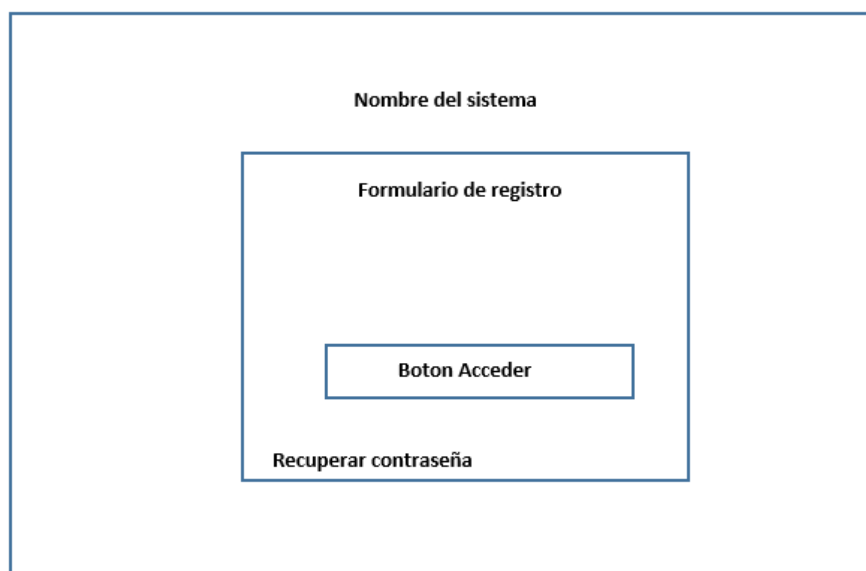 Nombre del sistema
Formulario de registro
Boton Acceder
Recuperar contraseña